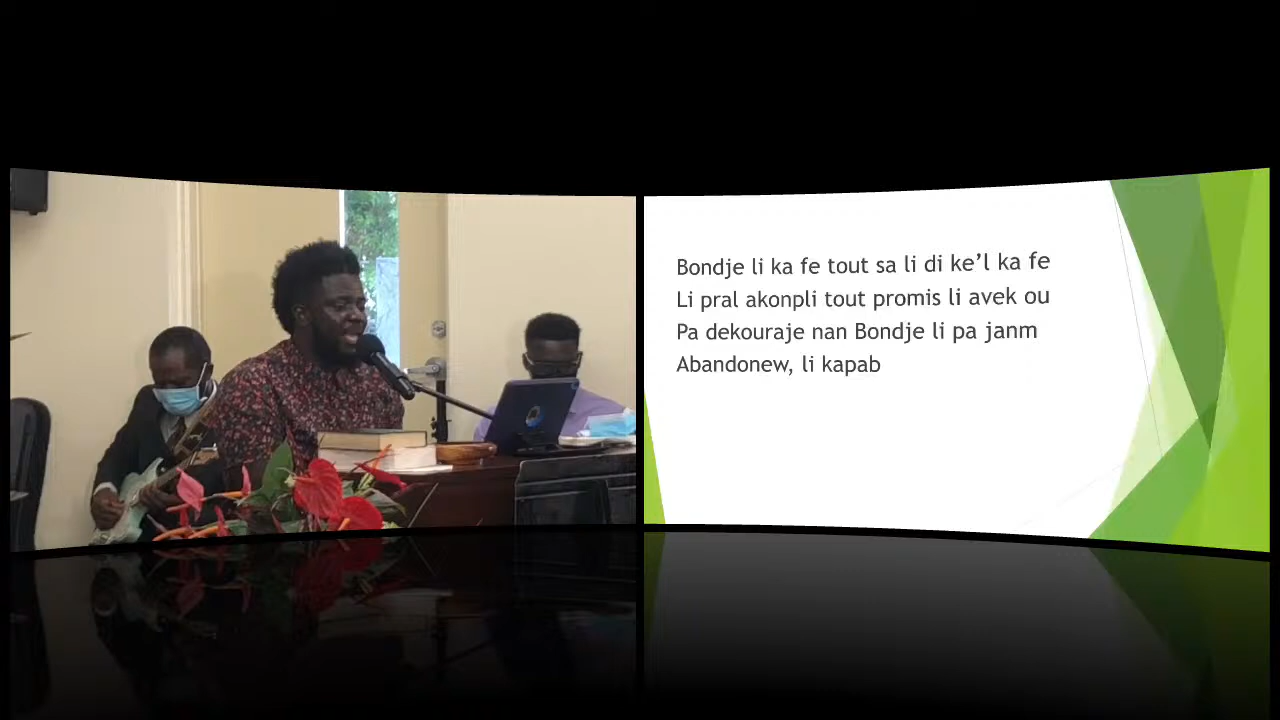 Bondje li ka fe tout sa li di ke’l ka fe
Li pral akonpli tout promis li avek ou
Pa dekouraje nan Bondje li pa janm
Abandonew, li kapab